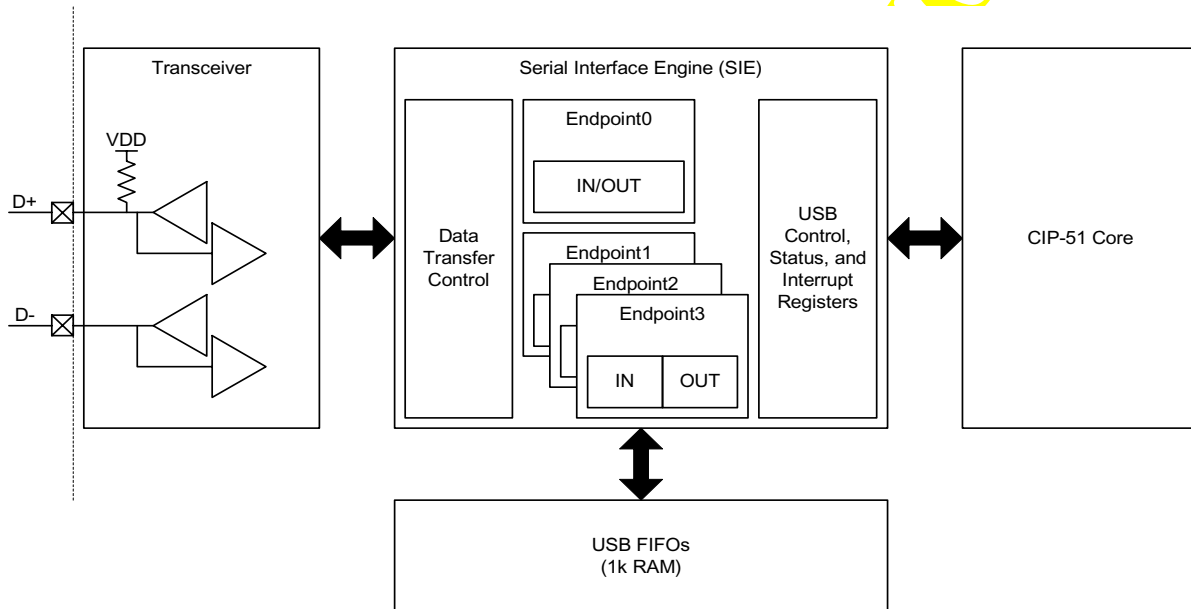 Transceiver
VDD
D+
D-
Serial Interface Engine (SIE)
Data
Transfer
Control
Endpoint0
IN/OUT
Endpoint1
Endpoint2
Endpoint3
IN
OUT
USB
Control,
Status, and
Interrupt
Registers
CIP-51 Core
USB FIFOs
(1k RAM)